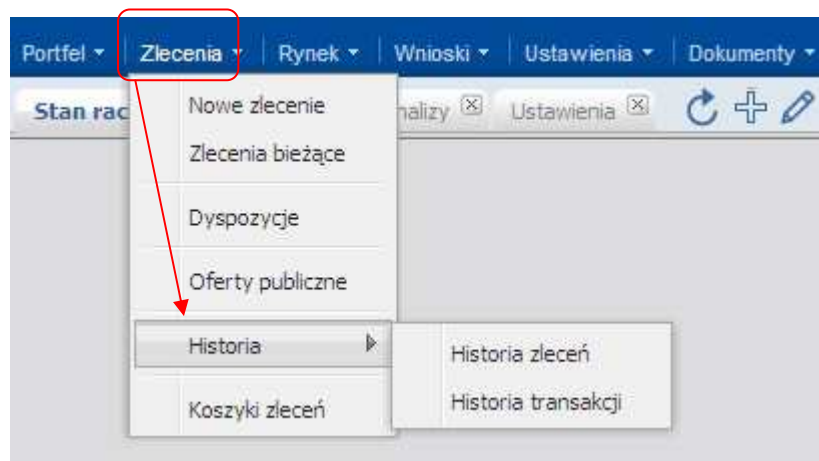 Portfel Zlecenia Rynek Wnioski Ustawienia Dokumenty
Stan rac nalizy Ustawienia
Nowe zlecenie
Zlecenia bieżące
Dyspozycje
Oferty publiczne
Historia
Historia zleceń
Historia transakcji
Koszyki zleceń